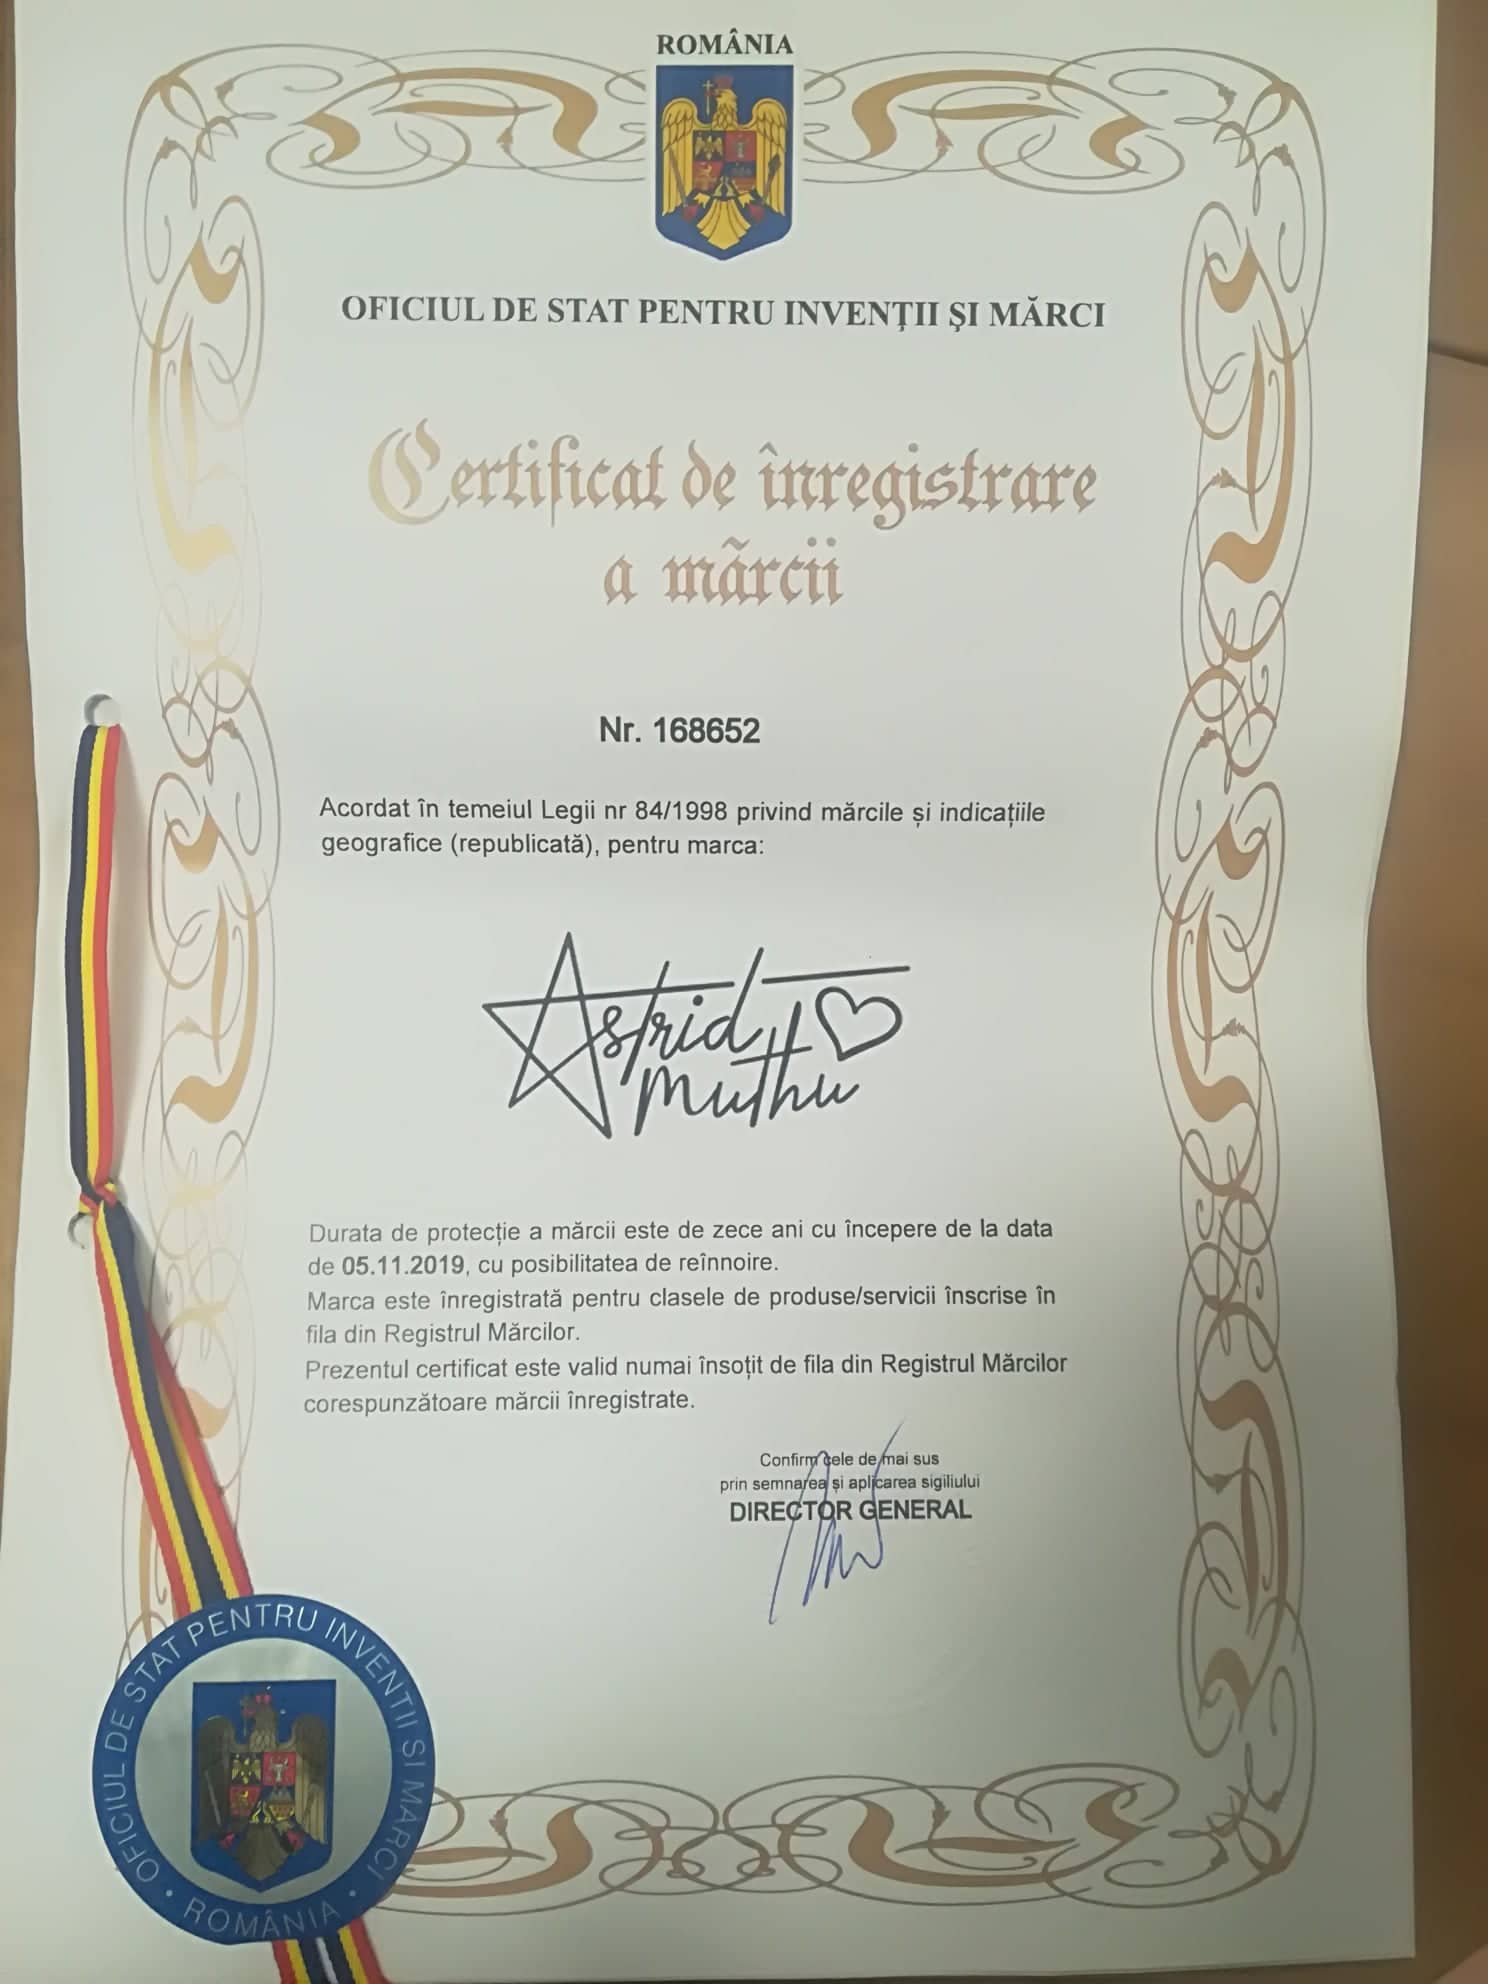 ROMÂNIA
OFICIUL DE STAT PENTRU INVENŢII ŞI MĂRCI
Certificat de înregistrare
a mărcii
Nr. 168652
Acordat în temeiul Legii nr 84/1998 privind mărcile și indicațiile
geografice (republicată), pentru marca:
Astrid
muthu
Durata de protecție a mărcii este de zece ani cu începere de la data
de 05.11.2019, cu posibilitatea de reînnoire.
Marca este înregistrată pentru clasele de produse/servicii înscrise în
fila din Registrul Mărcilor.
Prezentul certificat este valid numai însoțit de fila din Registrul Mărcilor
corespunzătoare mărcii înregistrate.
Confirm cele de mai sus
prin semnarea și aplicarea sigiliului
DIRECTOR GENERAL
OFICIUL DE STAT PENTRU INVENTII SI MARCI
• ROMÂNIA •